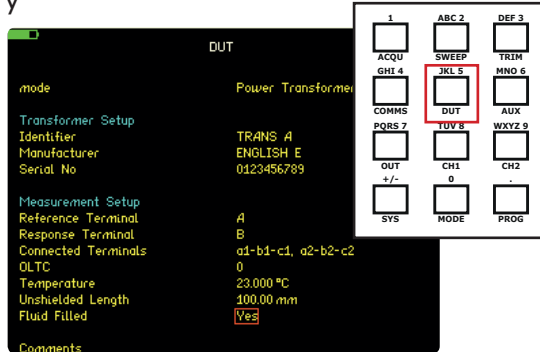 y
DUT
mode Power Transformer
Transformer Setup
Identifier TRANS A
Manufacturer ENGLISH E
Serial No 0123456789
Measurement Setup
Reference Terminal A
Response Terminal B
Connected Terminals a1-b1-c1, a2-b2-c2
OLTC 0
Temperature 23.000 °C
Unshielded Length 100.00 mm
Fluid Filled Yes
Comments
1 ABC 2 DEF 3
ACQU SWEEP TRIM
GHI 4 JKL 5 MNO 6
COMMS DUT AUX
PQRS 7 TUV 8 WXYZ 9
OUT CH1 CH2
+/- 0 .
SYS MODE PROG